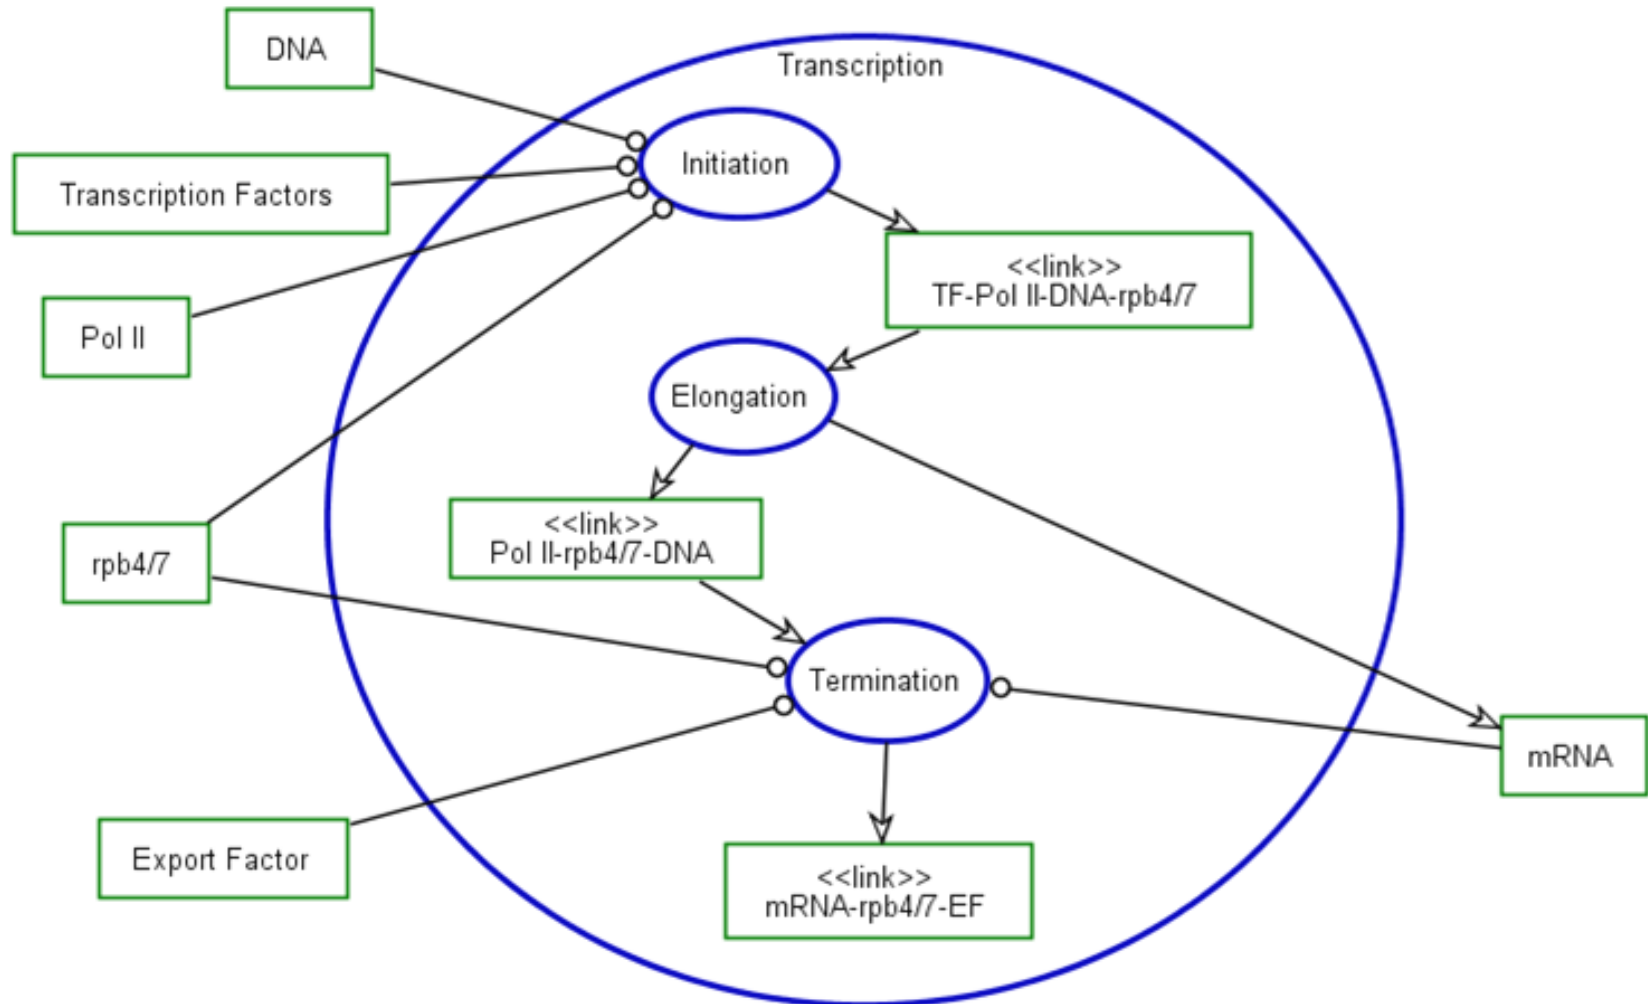 DNA
Transcription
Transcription Factors
Initiation
Pol II
<<link>>
TF-Pol II-DNA-rpb4/7
Elongation
rpb4/7
<<link>>
Pol II-rpb4/7-DNA
Termination
mRNA
Export Factor
<<link>>
mRNA-rpb4/7-EF